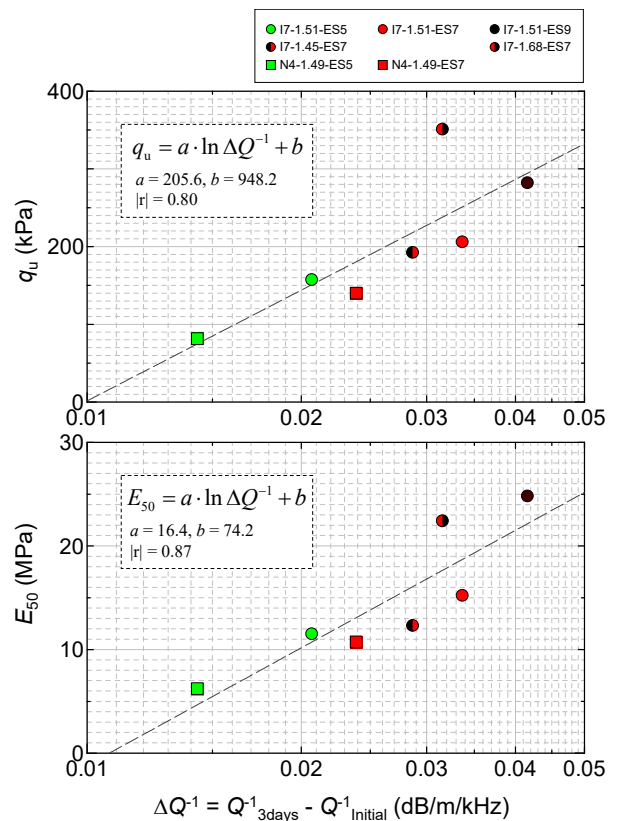 I7-1.51-ES5 I7-1.51-ES7 I7-1.51-ES9
I7-1.45-ES7 I7-1.68-ES7
N4-1.49-ES5 N4-1.49-ES7
400
200
0
q_u (kPa)
q_u = a·ln ΔQ⁻¹ + b
a = 205.6, b = 948.2
|r| = 0.80
0.01 0.02 0.03 0.04 0.05
30
20
10
0
E₅₀ (MPa)
E₅₀ = a·ln ΔQ⁻¹ + b
a = 16.4, b = 74.2
|r| = 0.87
0.01 0.02 0.03 0.04 0.05
ΔQ⁻¹ = Q⁻¹_3days - Q⁻¹_Initial (dB/m/kHz)